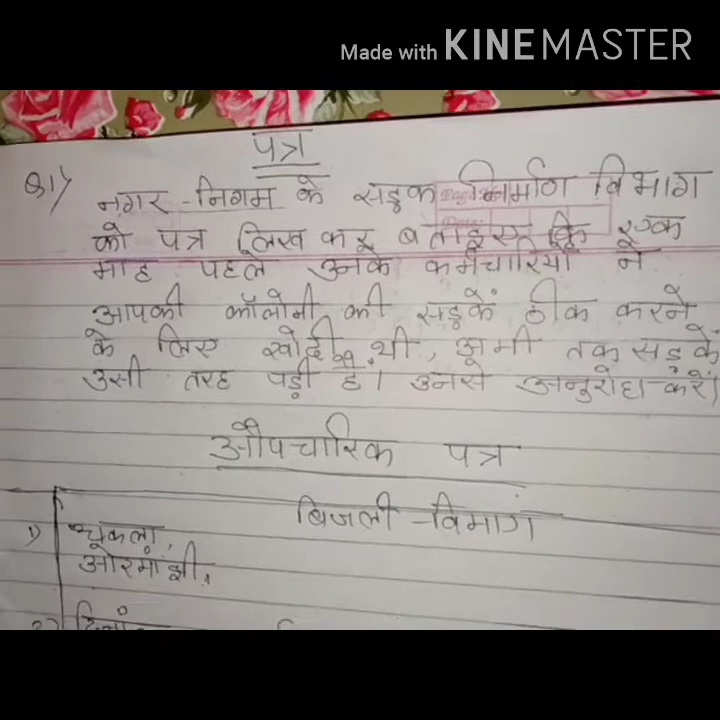 Made with KINEMASTER
पत्र
Q1) नगर-निगम के सड़क निर्माण विभाग
को पत्र लिख कर बताइए कि एक
माह पहले उनके कर्मचारियों ने
आपकी कॉलोनी की सड़कें ठीक करने
के लिए खोदी थी, अभी तक सड़कें
उसी तरह पड़ी हैं। उनसे अनुरोध करें।
औपचारिक पत्र
बिजली-विभाग
1) चूकला,
ओरमांझी,